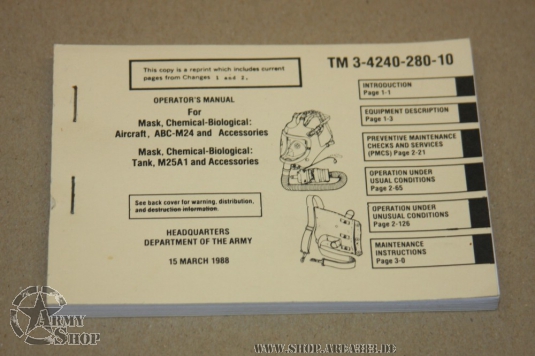 This copy is a reprint which includes current
pages from Changes 1 and 2.
TM 3-4240-280-10
OPERATOR'S MANUAL
For
Mask, Chemical-Biological:
Aircraft, ABC-M24 and Accessories
Mask, Chemical-Biological:
Tank, M25A1 and Accessories
See back cover for warning, distribution,
and destruction information.
HEADQUARTERS
DEPARTMENT OF THE ARMY
15 MARCH 1988
INTRODUCTION
Page 1-1
EQUIPMENT DESCRIPTION
Page 1-3
PREVENTIVE MAINTENANCE
CHECKS AND SERVICES
(PMCS) Page 2-21
OPERATION UNDER
USUAL CONDITIONS
Page 2-65
OPERATION UNDER
UNUSUAL CONDITIONS
Page 2-126
MAINTENANCE
INSTRUCTIONS
Page 3-0
ARMY
SHOP